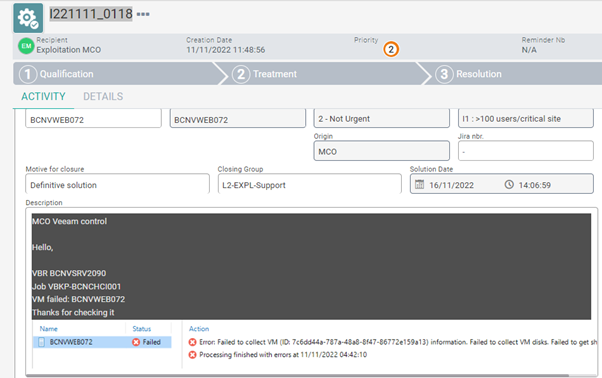 I221111_0118
Recipient Creation Date Priority Reminder Nb
EM Exploitation MCO 11/11/2022 11:48:56 2 N/A
1 Qualification 2 Treatment 3 Resolution
ACTIVITY DETAILS
BCNVWEB072 BCNVWEB072 2 - Not Urgent I1 : >100 users/critical site
Origin Jira nbr.
MCO -
Motive for closure Closing Group Solution Date
Definitive solution L2-EXPL-Support 16/11/2022 14:06:59
Description
MCO Veeam control
Hello,
VBR BCNVSRV2090
Job VBKP-BCNCHCI001
VM failed: BCNVWEB072
Thanks for checking it
Name Status Action
BCNVWEB072 Failed Error: Failed to collect VM (ID: 7c6dd44a-787a-48a8-8f47-86772e159a13) information. Failed to collect VM disks. Failed to get sh
Processing finished with errors at 11/11/2022 04:42:10